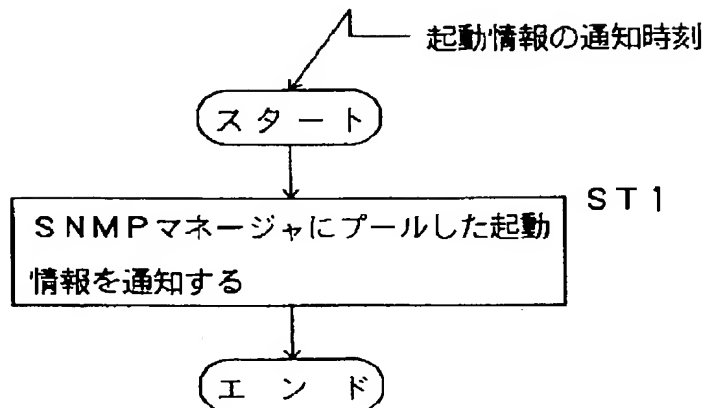 起動情報の通知時刻
スタート
ST1
SNMPマネージャにプールした起動
情報を通知する
エンド